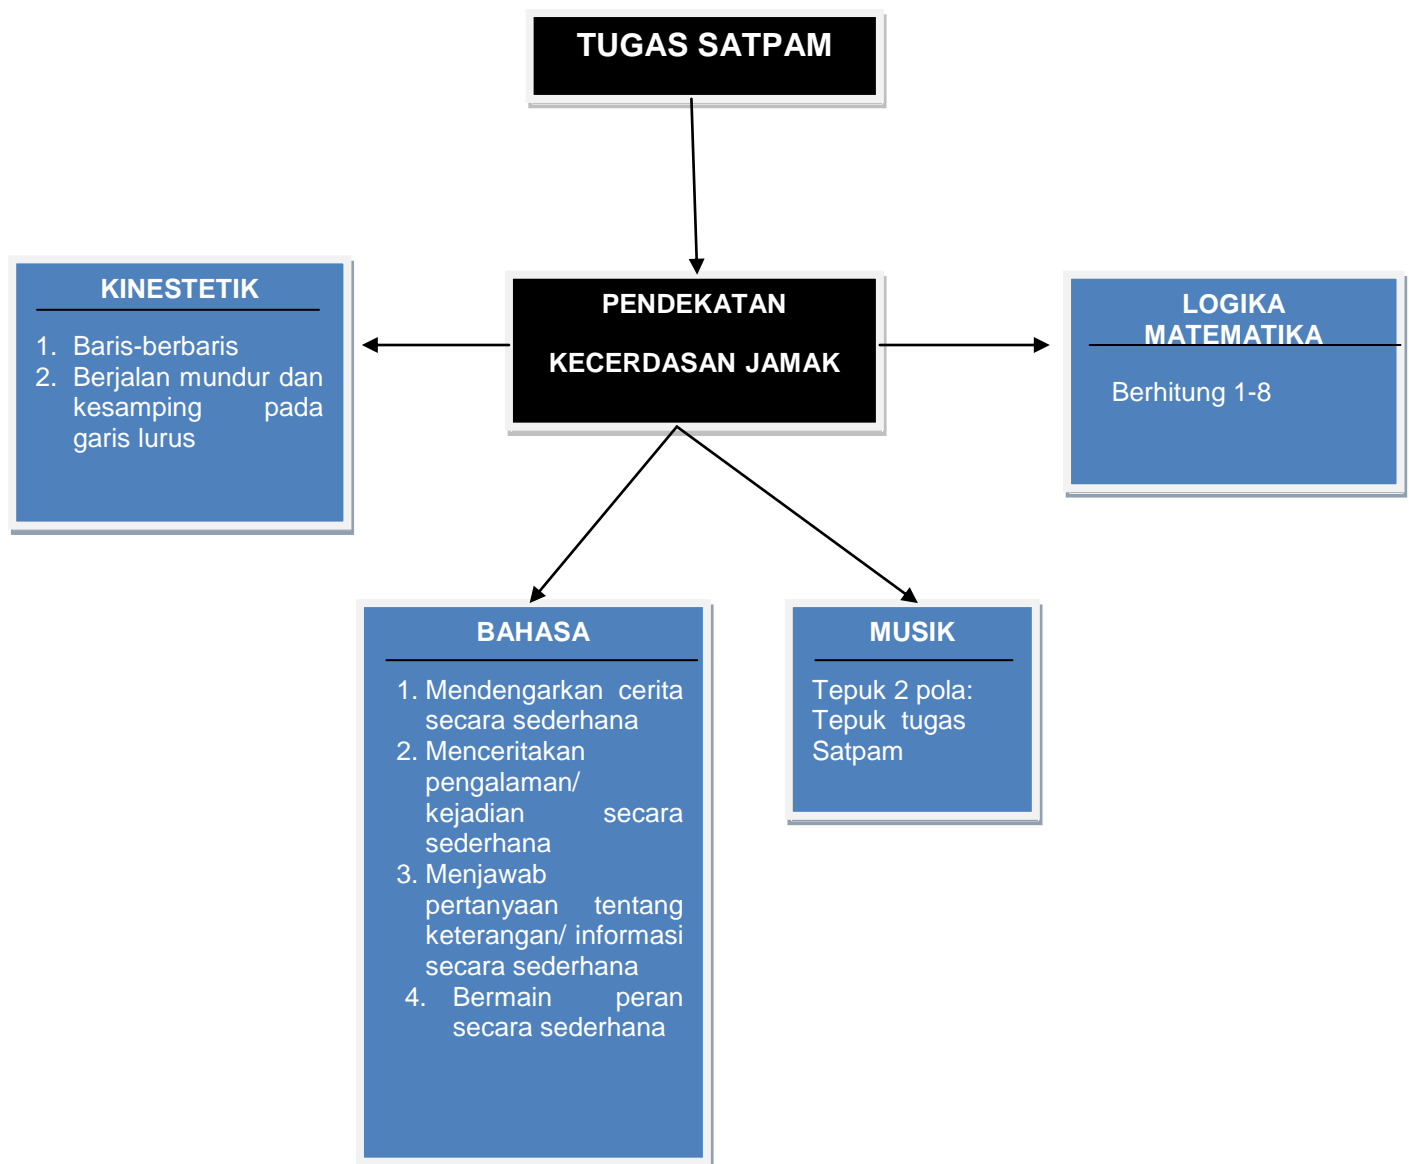 TUGAS SATPAM
KINESTETIK
1. Baris-berbaris
2. Berjalan mundur dan
kesamping pada
garis lurus
PENDEKATAN
KECERDASAN JAMAK
LOGIKA
MATEMATIKA
Berhitung 1-8
BAHASA
1. Mendengarkan cerita
secara sederhana
2. Menceritakan
pengalaman/
kejadian secara
sederhana
3. Menjawab
pertanyaan tentang
keterangan/ informasi
secara sederhana
4. Bermain peran
secara sederhana
MUSIK
Tepuk 2 pola:
Tepuk tugas
Satpam